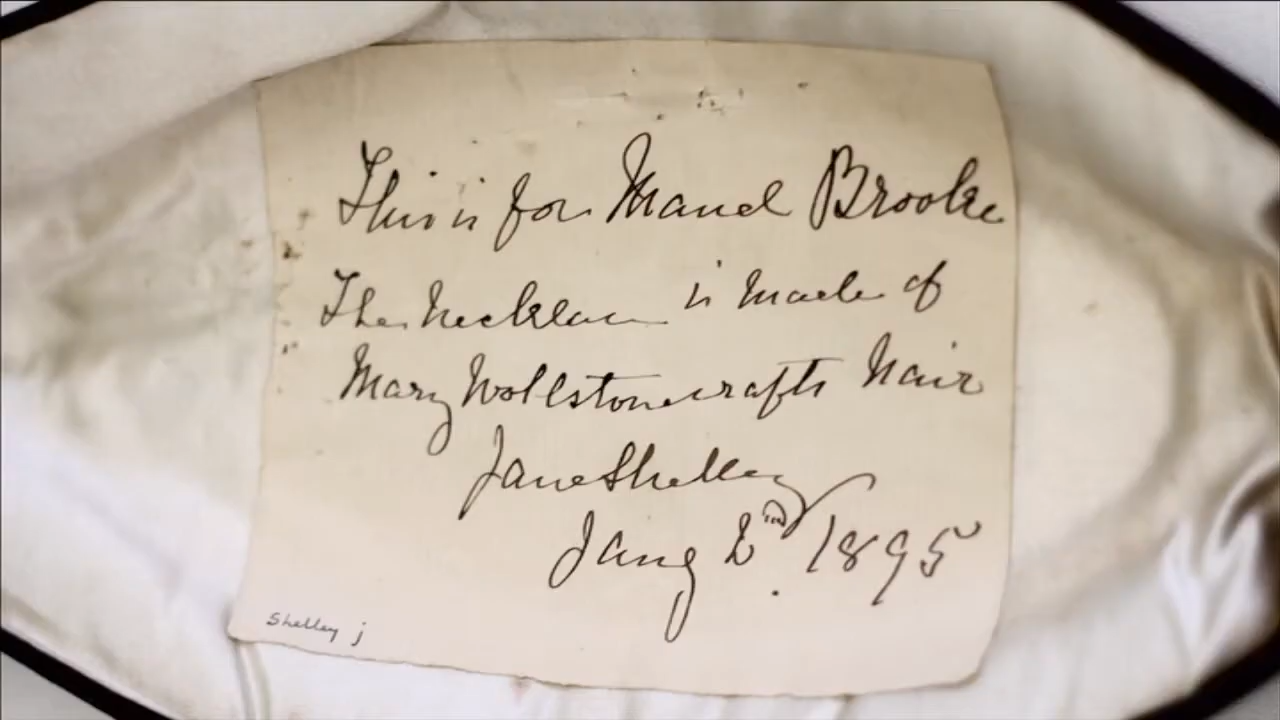 This is for Maud Brooke
The Necklace is made of
Mary Wollstonecrafts Hair
Jane Shelley
Jany 2nd 1895
Shelley j